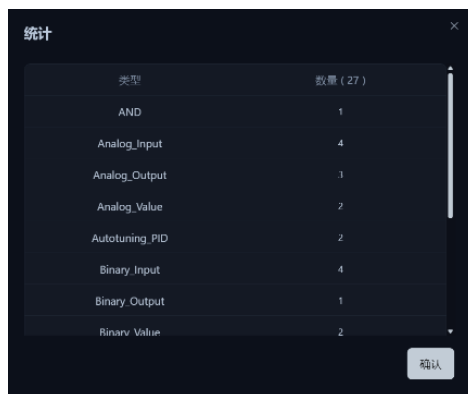 统计
类型 数量 ( 27 )
AND 1
Analog_Input 4
Analog_Output 3
Analog_Value 2
Autotuning_PID 2
Binary_Input 4
Binary_Output 1
Binary_Value 2
确认